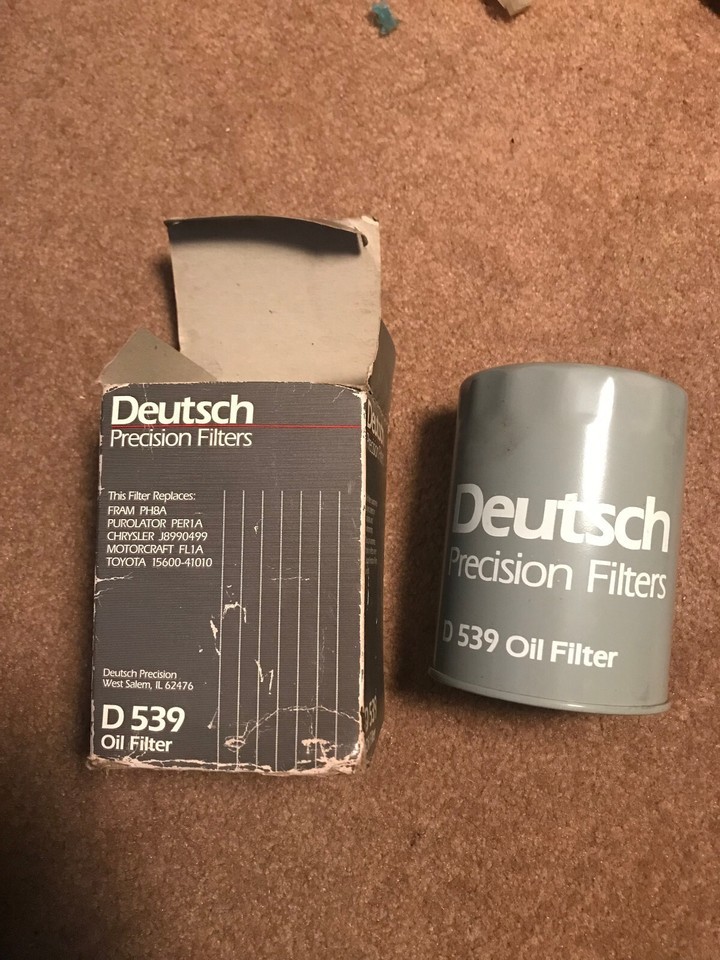 Deutsch
Precision Filters
This Filter Replaces:
FRAM PH8A
PUROLATOR PER1A
CHRYSLER J8990499
MOTORCRAFT FL1A
TOYOTA 15600-41010
Deutsch Precision
West Salem, IL 62476
D 539
Oil Filter
Deutsch
Precision Filters
D 539 Oil Filter